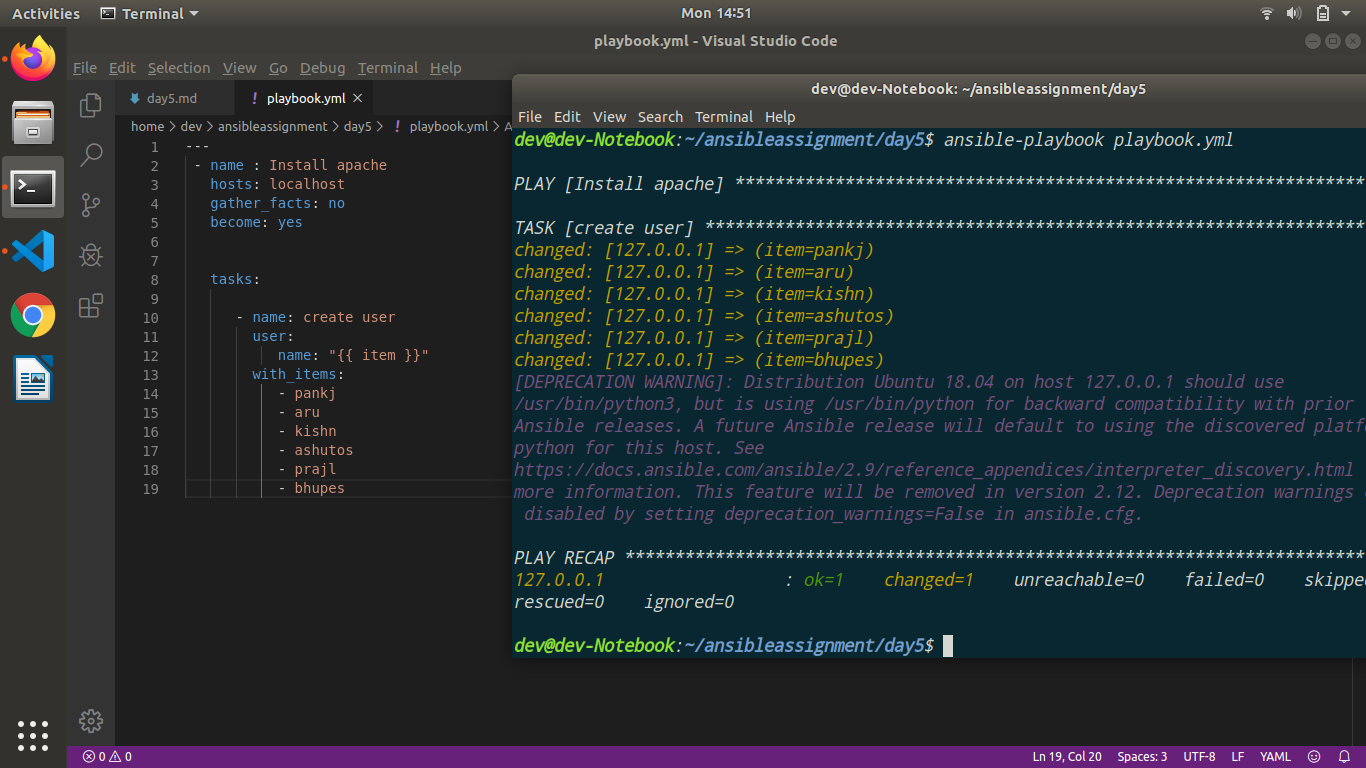 Activities Terminal Mon 14:51
playbook.yml - Visual Studio Code
File Edit Selection View Go Debug Terminal Help
day5.md ! playbook.yml
home > dev > ansibleassignment > day5 > ! playbook.yml > A
1 ---
2 - name : Install apache
3 hosts: localhost
4 gather_facts: no
5 become: yes
6
7
8 tasks:
9
10 - name: create user
11 user:
12 name: "{{ item }}"
13 with_items:
14 - pankj
15 - aru
16 - kishn
17 - ashutos
18 - prajl
19 - bhupes
dev@dev-Notebook: ~/ansibleassignment/day5
File Edit View Search Terminal Help
dev@dev-Notebook:~/ansibleassignment/day5$ ansible-playbook playbook.yml
PLAY [Install apache] ***************************************************************
TASK [create user] ******************************************************************
changed: [127.0.0.1] => (item=pankj)
changed: [127.0.0.1] => (item=aru)
changed: [127.0.0.1] => (item=kishn)
changed: [127.0.0.1] => (item=ashutos)
changed: [127.0.0.1] => (item=prajl)
changed: [127.0.0.1] => (item=bhupes)
[DEPRECATION WARNING]: Distribution Ubuntu 18.04 on host 127.0.0.1 should use
/usr/bin/python3, but is using /usr/bin/python for backward compatibility with prior
Ansible releases. A future Ansible release will default to using the discovered platf
python for this host. See
https://docs.ansible.com/ansible/2.9/reference_appendices/interpreter_discovery.html
more information. This feature will be removed in version 2.12. Deprecation warnings
disabled by setting deprecation_warnings=False in ansible.cfg.
PLAY RECAP **************************************************************************
127.0.0.1 : ok=1 changed=1 unreachable=0 failed=0 skippe
rescued=0 ignored=0
dev@dev-Notebook:~/ansibleassignment/day5$
0 0 Ln 19, Col 20 Spaces: 3 UTF-8 LF YAML